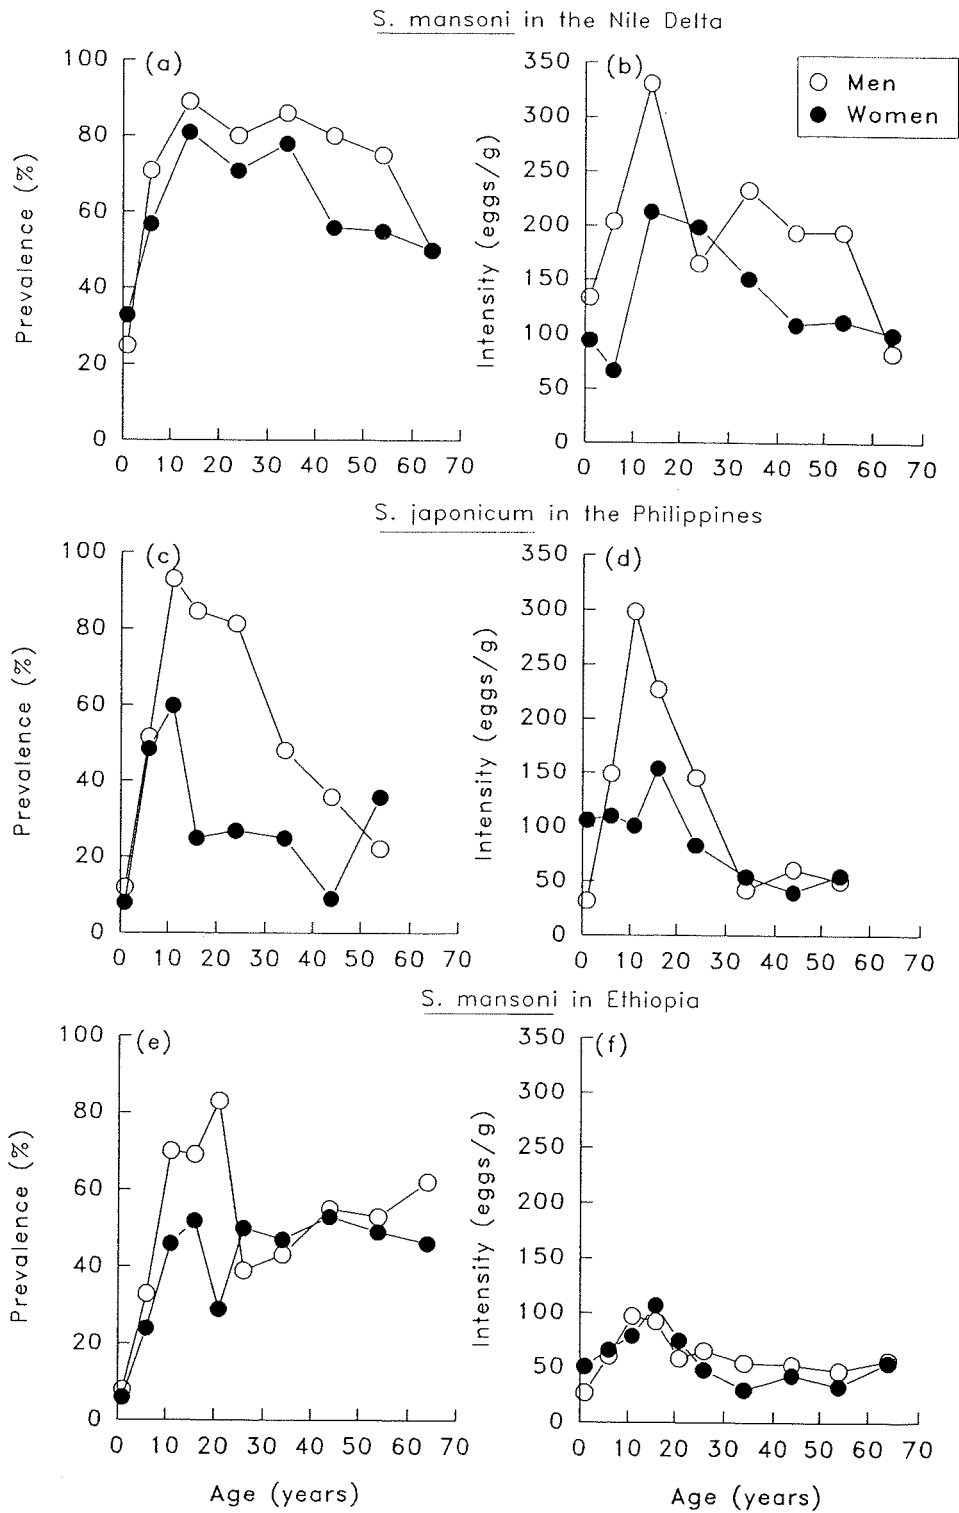 S. mansoni in the Nile Delta
(a)
Prevalence (%)
100
80
60
40
20
0
0 10 20 30 40 50 60 70
(b)
Intensity (eggs/g)
350
300
250
200
150
100
50
0
0 10 20 30 40 50 60 70
Men
Women
S. japonicum in the Philippines
(c)
Prevalence (%)
100
80
60
40
20
0
0 10 20 30 40 50 60 70
(d)
Intensity (eggs/g)
350
300
250
200
150
100
50
0
0 10 20 30 40 50 60 70
S. mansoni in Ethiopia
(e)
Prevalence (%)
100
80
60
40
20
0
0 10 20 30 40 50 60 70
Age (years)
(f)
Intensity (eggs/g)
350
300
250
200
150
100
50
0
0 10 20 30 40 50 60 70
Age (years)